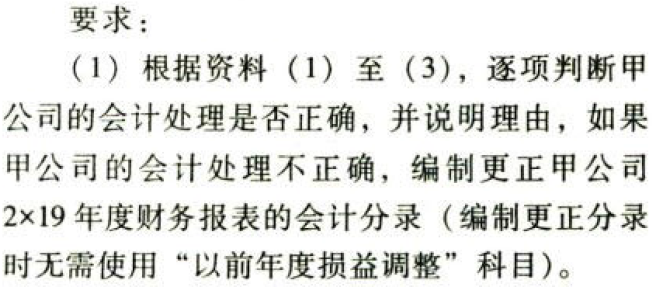 要求：
（1）根据资料（1）至（3），逐项判断甲
公司的会计处理是否正确，并说明理由，如果
甲公司的会计处理不正确，编制更正甲公司
2×19年度财务报表的会计分录（编制更正分录
时无需使用“以前年度损益调整”科目）。